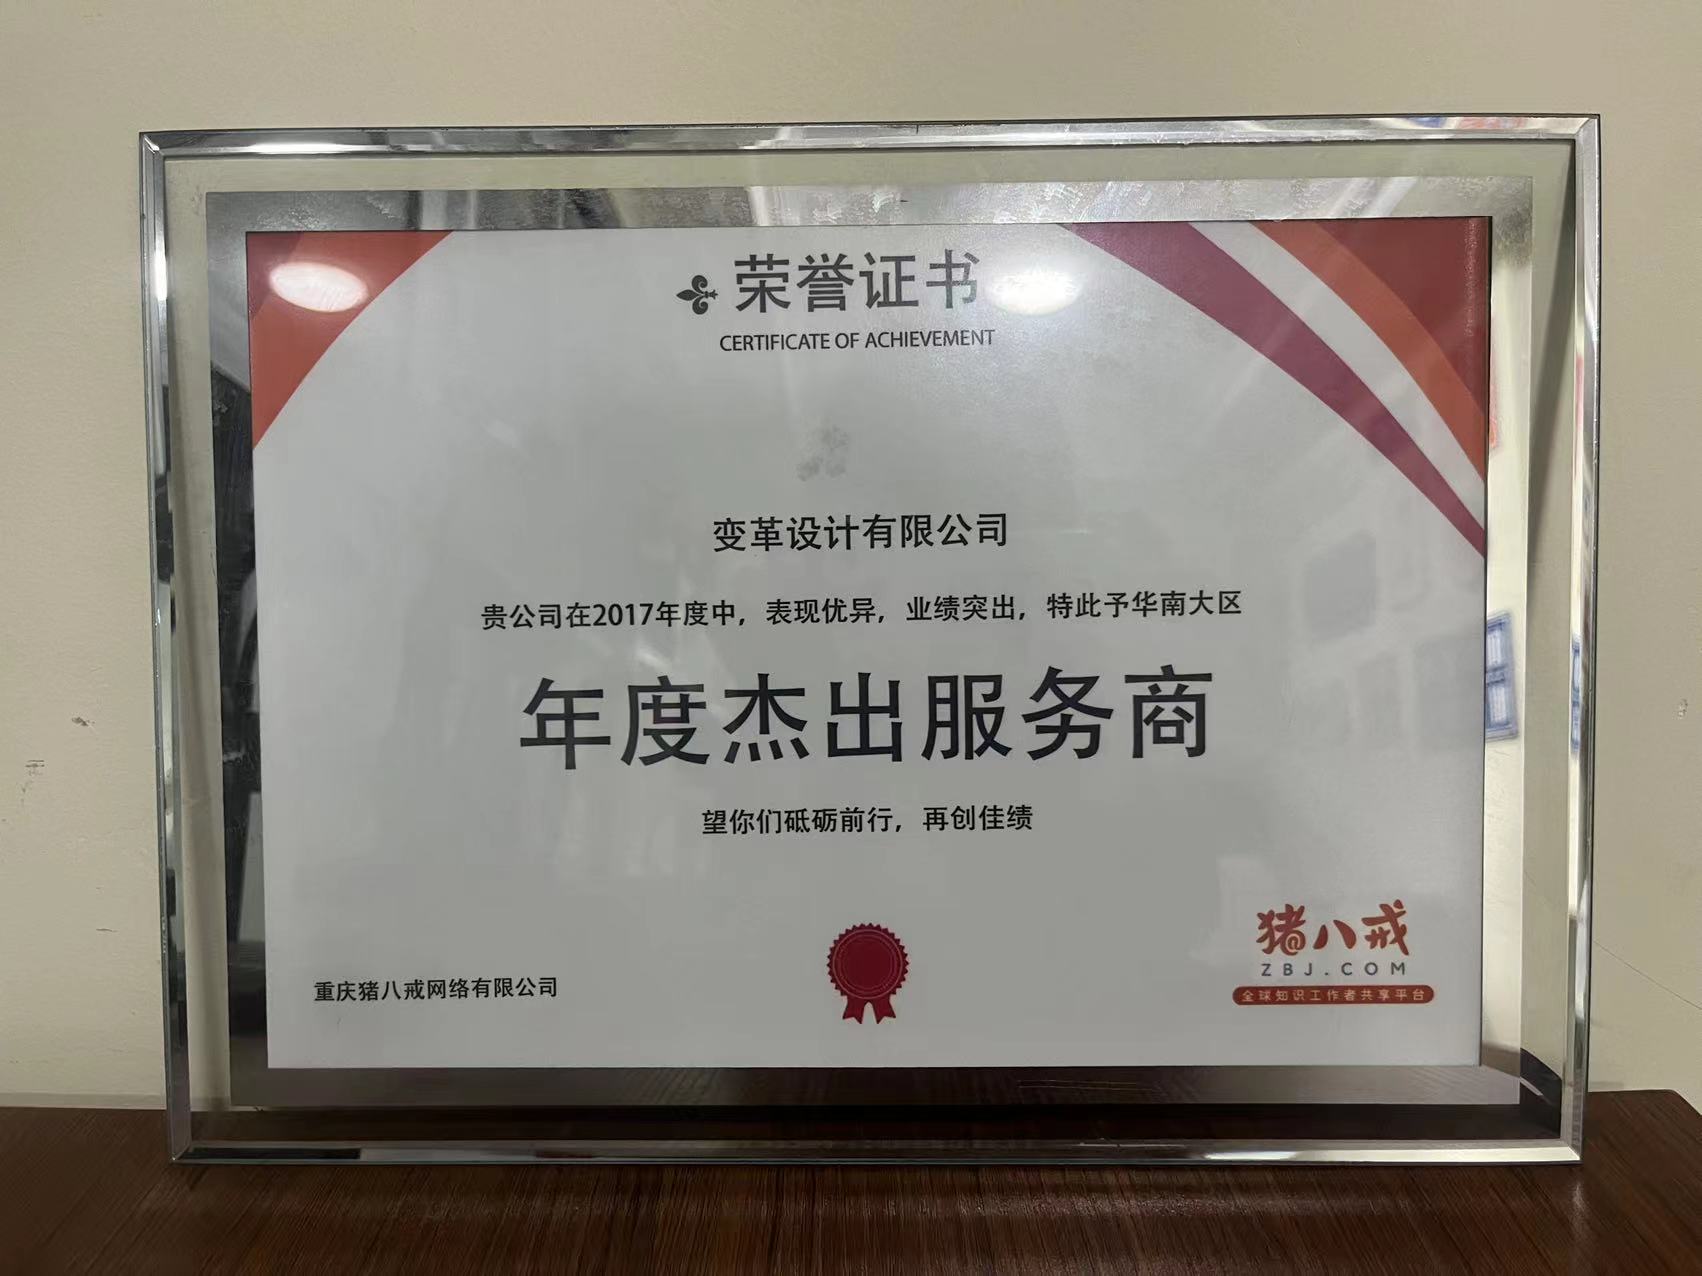 荣誉证书
CERTIFICATE OF ACHIEVEMENT
变革设计有限公司
贵公司在2017年度中，表现优异，业绩突出，特此予华南大区
年度杰出服务商
望你们砥砺前行，再创佳绩
重庆猪八戒网络有限公司
猪八戒
ZBJ.COM
全球知识工作者共享平台